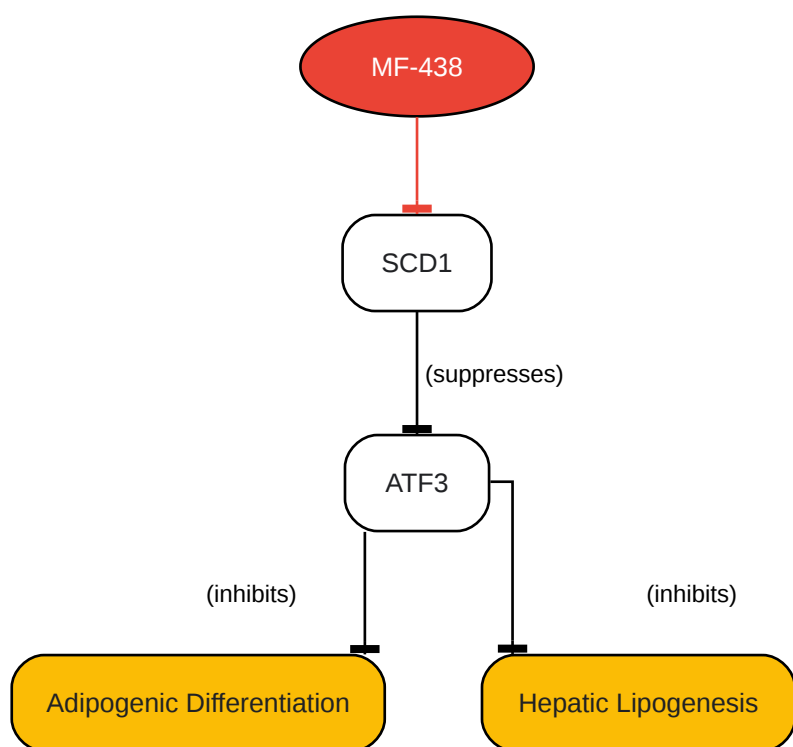 MF-438
SCD1
(suppresses)
ATF3
(inhibits)
(inhibits)
Adipogenic Differentiation
Hepatic Lipogenesis